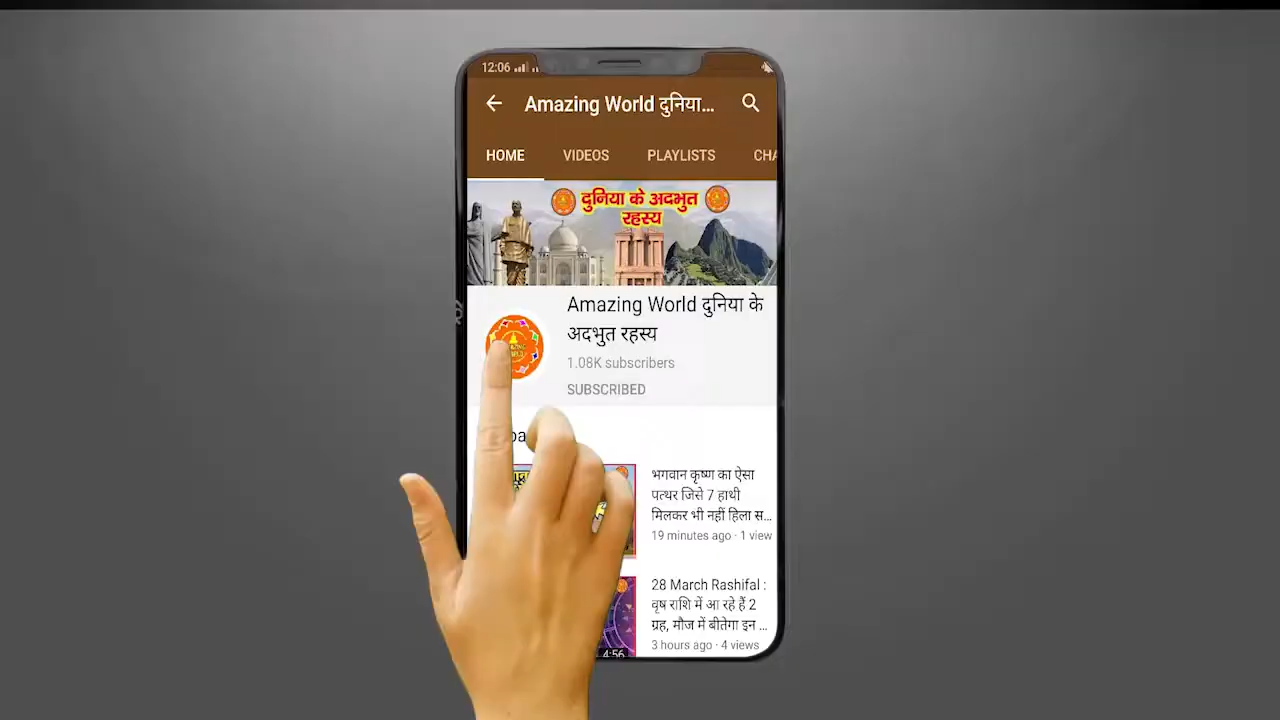 12:06
Amazing World दुनिया...
HOME VIDEOS PLAYLISTS CHA
दुनिया के अदभुत
रहस्य
Amazing World दुनिया के
अदभुत रहस्य
1.08K subscribers
SUBSCRIBED
भगवान कृष्ण का ऐसा
पत्थर जिसे 7 हाथी
मिलकर भी नहीं हिला स...
19 minutes ago · 1 view
28 March Rashifal :
वृष राशि में आ रहे हैं 2
ग्रह, मौज में बीतेगा इन ...
3 hours ago · 4 views
4:56